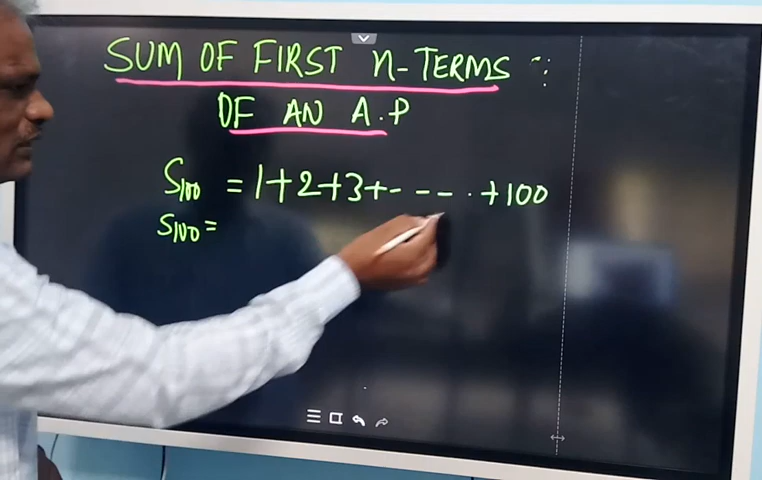 SUM OF FIRST n-TERMS :
OF AN A.P
S100 = 1+2+3+- - - . +100
S100 =